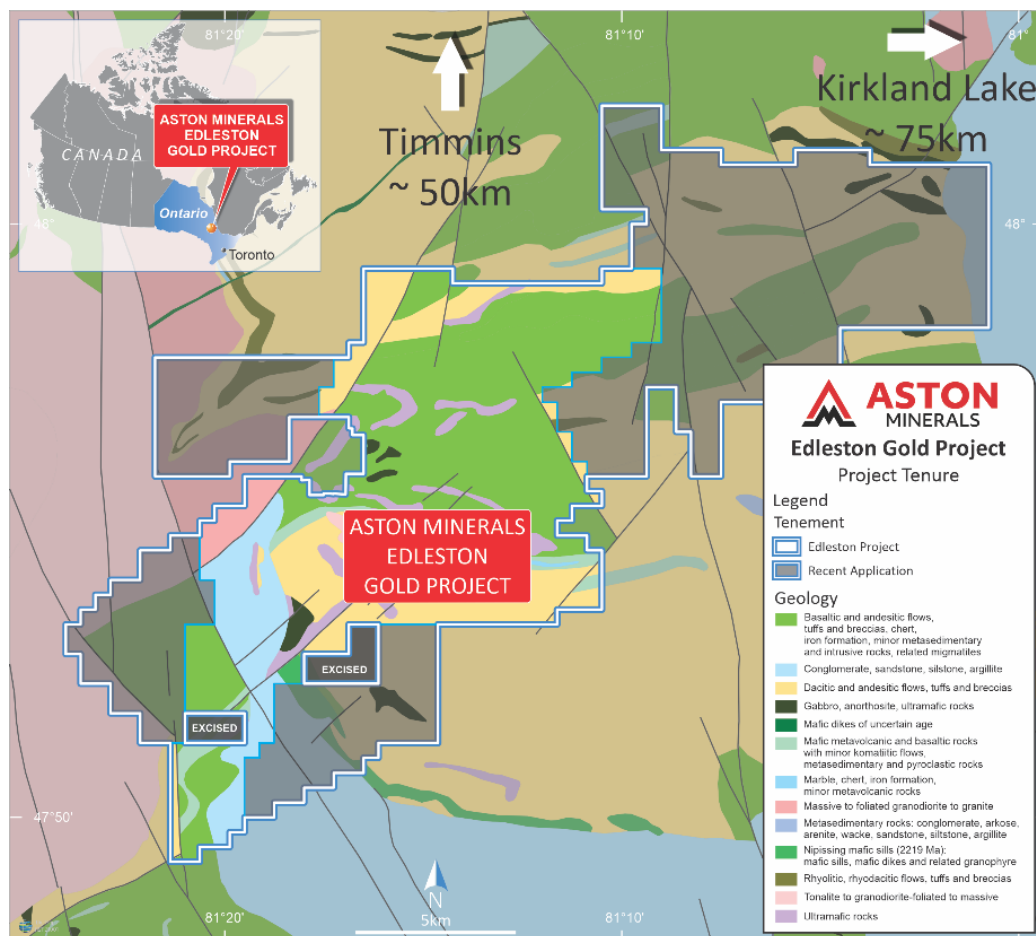 81°20'
81°10'
81°
ASTON MINERALS
EDLESTON
GOLD PROJECT
CANADA
Ontario
Toronto
Timmins
~ 50km
Kirkland Lake
~ 75km
48°
48°
ASTON
MINERALS
Edleston Gold Project
Project Tenure
Legend
Tenement
Edleston Project
Recent Application
Geology
Basaltic and andesitic flows,
tuffs and breccias, chert,
iron formation, minor metasedimentary
and intrusive rocks, related migmatiles
Conglomerate, sandstone, silstone, argillite
Dacitic and andesitic flows, tuffs and breccias
Gabbro, anorthosite, ultramafic rocks
Mafic dikes of uncertain age
Mafic metavolcanic and basaltic rocks
with minor komatiitic flows,
metasedimentary and pyroclastic rocks
Marble, chert, iron formation,
minor metavolcanic rocks
Massive to foliated granodiorite to granite
Metasedimentary rocks: conglomerate, arkose,
arenite, wacke, sandstone, siltstone, argillite
Nipissing mafic sills (2219 Ma):
mafic sills, mafic dikes and related granophyre
Rhyolitic, rhyodacitic flows, tuffs and breccias
Tonalite to granodiorite-foliated to massive
Ultramafic rocks
ASTON MINERALS
EDLESTON
GOLD PROJECT
EXCISED
EXCISED
47°50'
N
5km
81°20'
81°10'